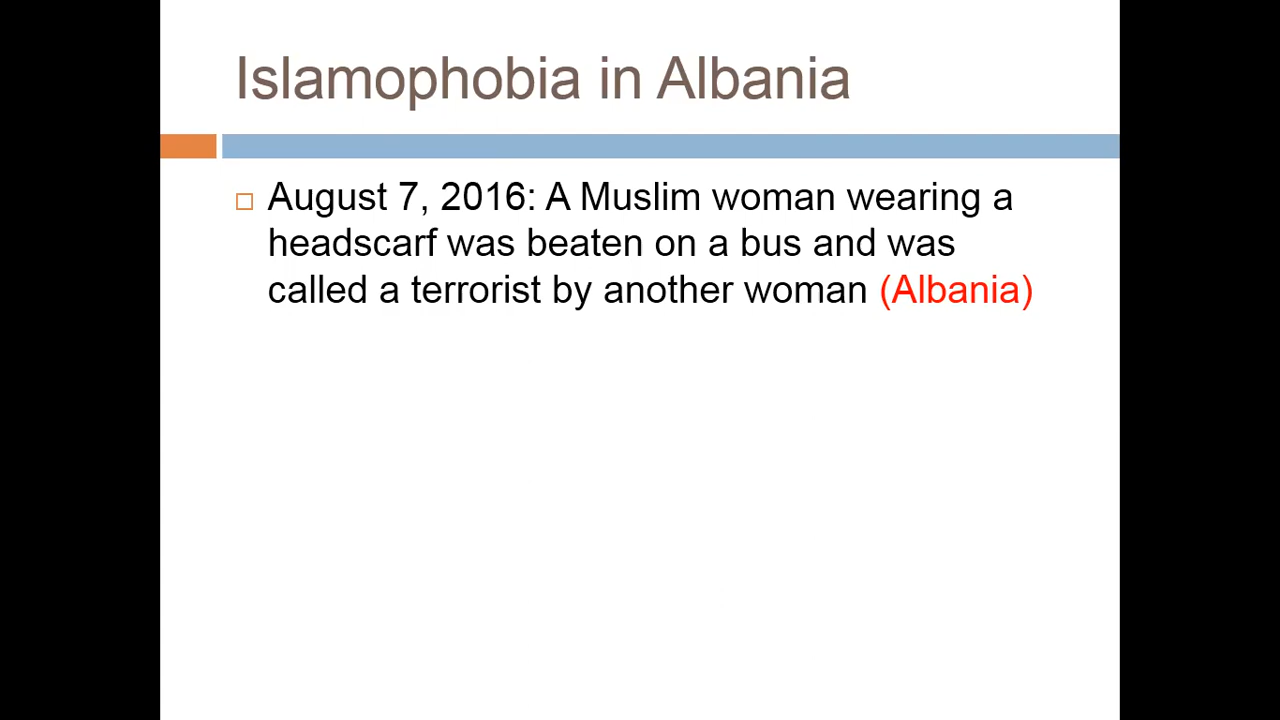 Islamophobia in Albania
August 7, 2016: A Muslim woman wearing a
headscarf was beaten on a bus and was
called a terrorist by another woman (Albania)